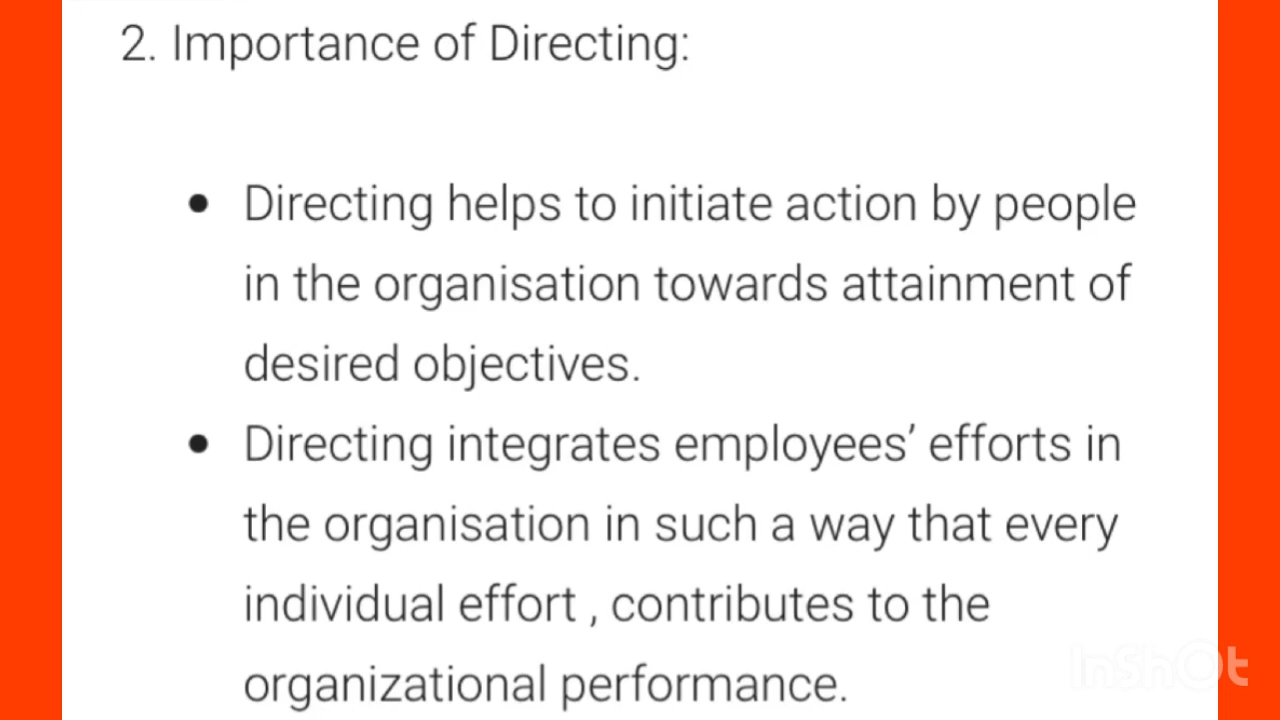 2. Importance of Directing:
● Directing helps to initiate action by people
in the organisation towards attainment of
desired objectives.
● Directing integrates employees’ efforts in
the organisation in such a way that every
individual effort , contributes to the
organizational performance.
InShOt